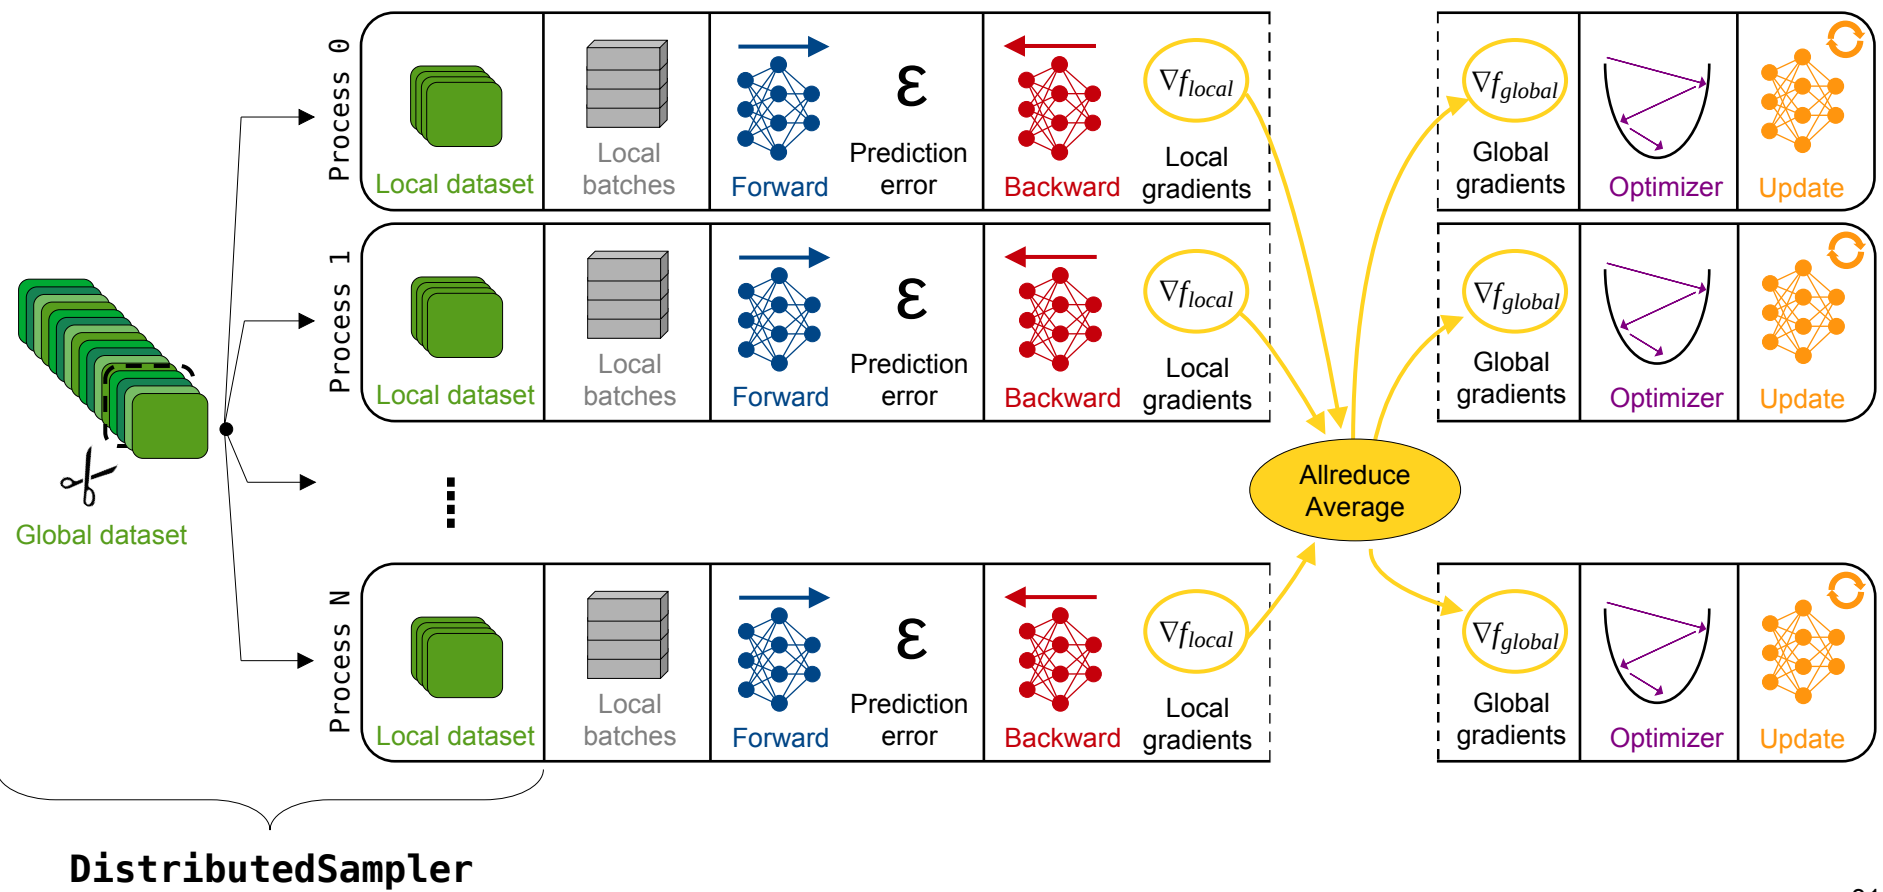 Process 0
Local dataset
Local
batches
Forward
ε
Prediction
error
Backward
∇f_local
Local
gradients
∇f_global
Global
gradients
Optimizer
Update
Process 1
Local dataset
Local
batches
Forward
ε
Prediction
error
Backward
∇f_local
Local
gradients
∇f_global
Global
gradients
Optimizer
Update
Global dataset
Allreduce
Average
Process N
Local dataset
Local
batches
Forward
ε
Prediction
error
Backward
∇f_local
Local
gradients
∇f_global
Global
gradients
Optimizer
Update
DistributedSampler